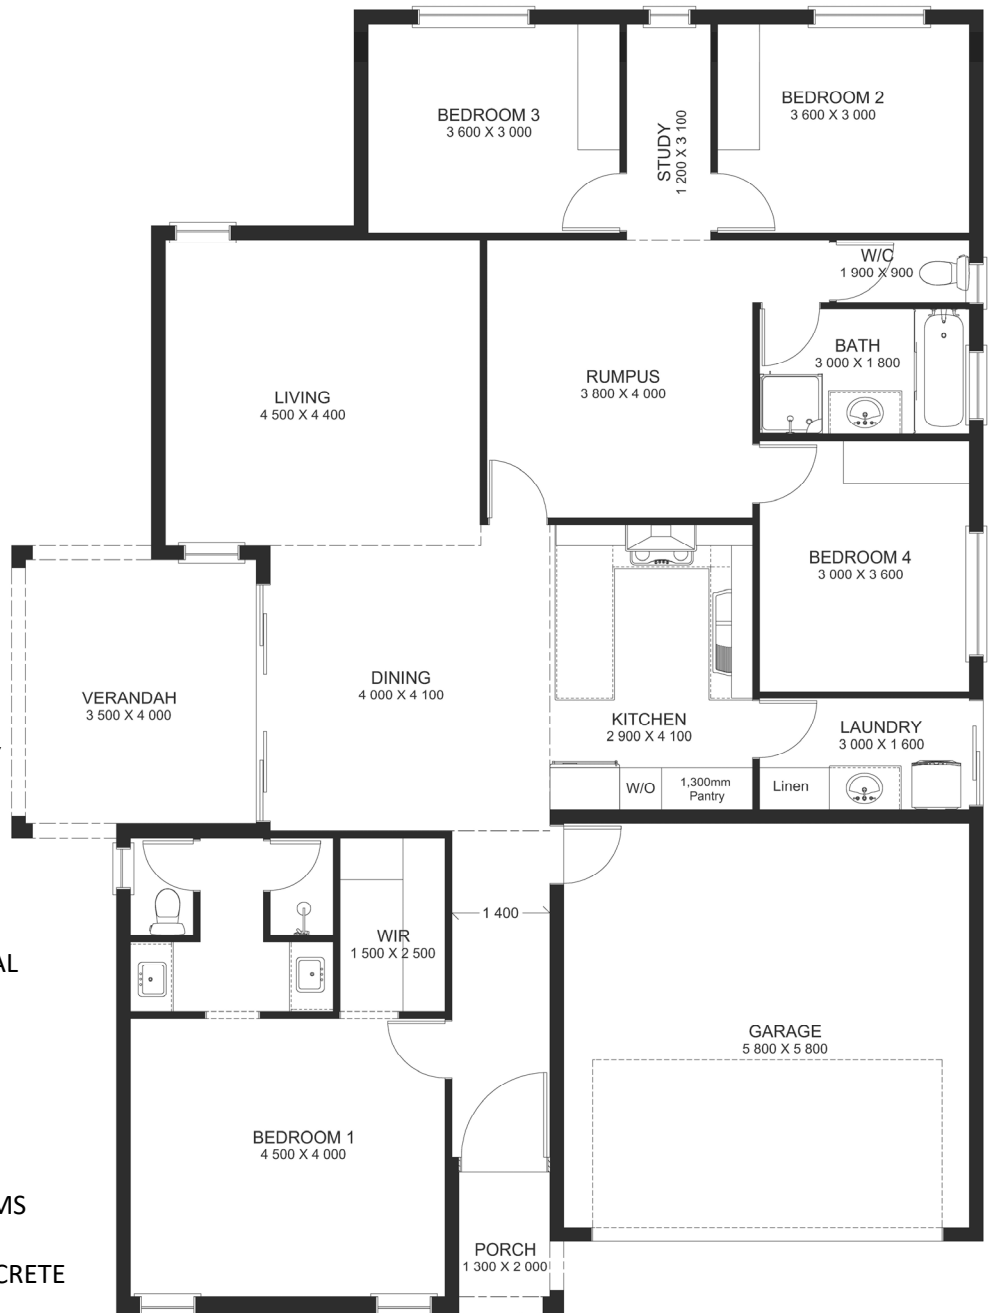 BEDROOM 3
3 600 X 3 000
STUDY
1 200 X 3 100
BEDROOM 2
3 600 X 3 000
W/C
1 900 X 900
BATH
3 000 X 1 800
LIVING
4 500 X 4 400
RUMPUS
3 800 X 4 000
BEDROOM 4
3 000 X 3 600
VERANDAH
3 500 X 4 000
DINING
4 000 X 4 100
KITCHEN
2 900 X 4 100
LAUNDRY
3 000 X 1 600
W/O
1,300mm
Pantry
Linen
1 400
WIR
1 500 X 2 500
AL
GARAGE
5 800 X 5 800
BEDROOM 1
4 500 X 4 000
MS
PORCH
1 300 X 2 000
CRETE